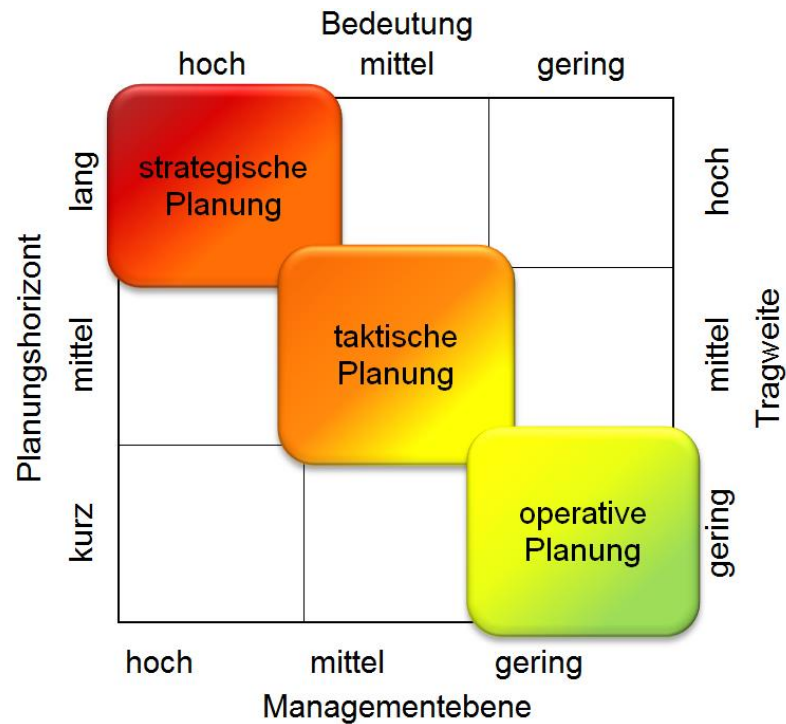 Bedeutung
hoch mittel gering
Planungshorizont
lang
mittel
kurz
strategische
Planung
taktische
Planung
operative
Planung
hoch
mittel
gering
Tragweite
hoch mittel gering
Managementebene